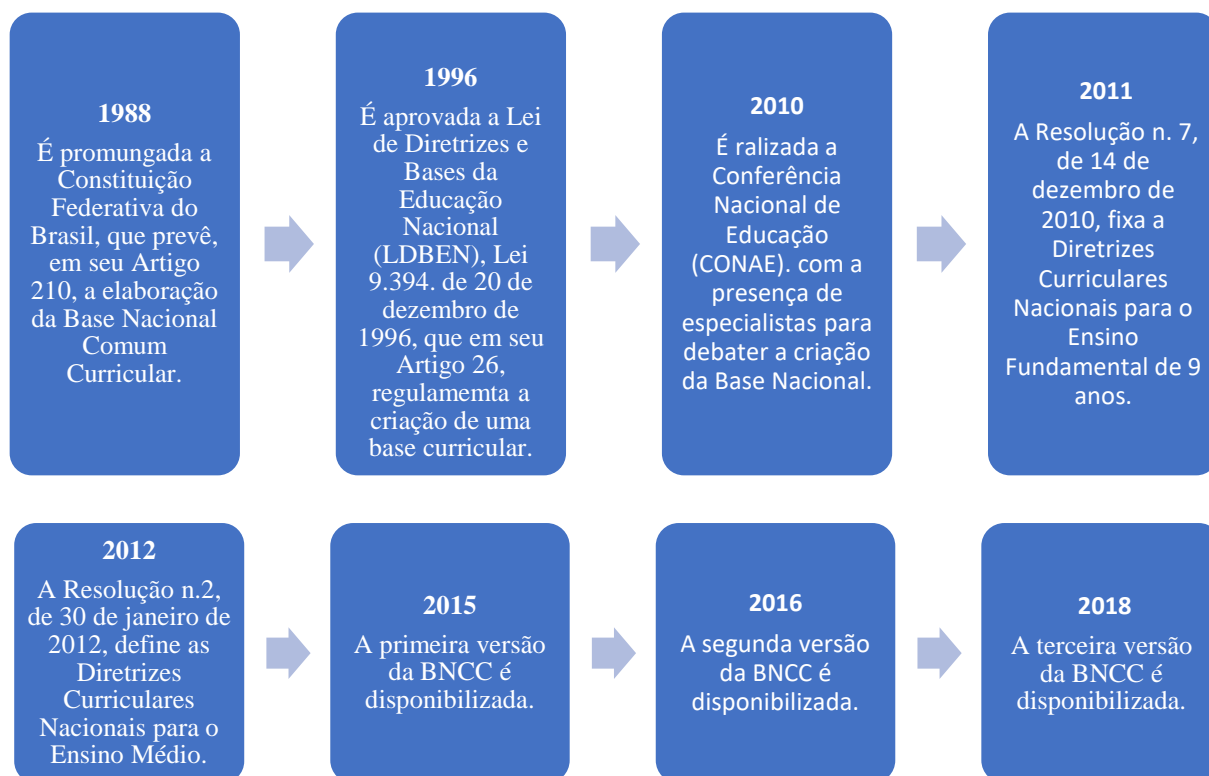 1988
É promungada a
Constituição
Federativa do
Brasil, que prevê,
em seu Artigo
210, a elaboração
da Base Nacional
Comum
Curricular.
1996
É aprovada a Lei
de Diretrizes e
Bases da
Educação
Nacional
(LDBEN), Lei
9.394. de 20 de
dezembro de
1996, que em seu
Artigo 26,
regulamemta a
criação de uma
base curricular.
2010
É ralizada a
Conferência
Nacional de
Educação
(CONAE). com a
presença de
especialistas para
debater a criação
da Base Nacional.
2011
A Resolução n. 7,
de 14 de
dezembro de
2010, fixa a
Diretrizes
Curriculares
Nacionais para o
Ensino
Fundamental de 9
anos.
2012
A Resolução n.2,
de 30 de janeiro de
2012, define as
Diretrizes
Curriculares
Nacionais para o
Ensino Médio.
2015
A primeira versão
da BNCC é
disponibilizada.
2016
A segunda versão
da BNCC é
disponibilizada.
2018
A terceira versão
da BNCC é
disponibilizada.